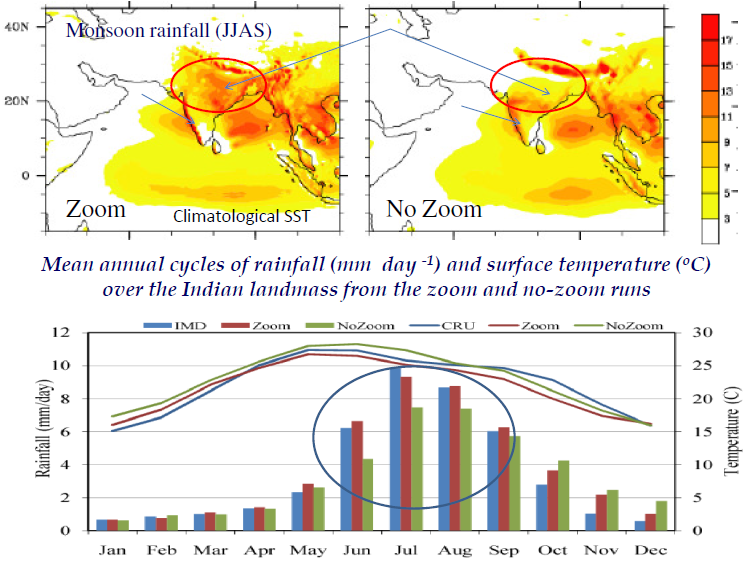 Monsoon rainfall (JJAS)
40N
20N
0
Zoom
Climatological SST
No Zoom
17
15
13
11
9
7
5
3
Mean annual cycles of rainfall (mm day -1) and surface temperature (oC)
over the Indian landmass from the zoom and no-zoom runs
IMD Zoom NoZoom CRU Zoom NoZoom
Rainfall (mm/day)
12
10
8
6
4
2
0
30
25
20
15
10
5
0
Temperature (C)
Jan Feb Mar Apr May Jun Jul Aug Sep Oct Nov Dec